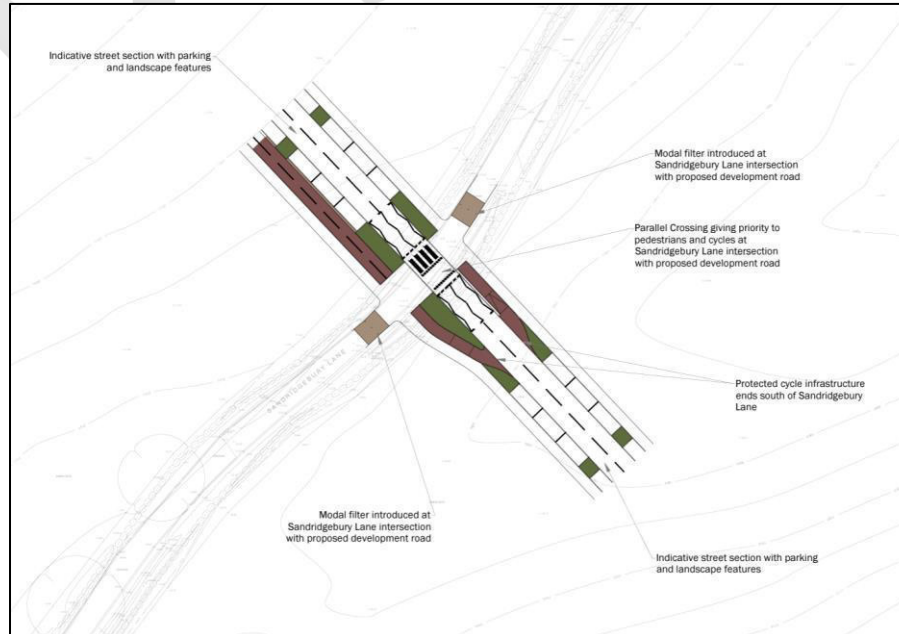 Indicative street section with parking
and landscape features
Modal filter introduced at
Sandridgebury Lane intersection
with proposed development road
Parallel Crossing giving priority to
pedestrians and cycles at
Sandridgebury Lane intersection
with proposed development road
SANDRIDGEBURY LANE
Protected cycle infrastructure
ends south of Sandridgebury
Lane
Modal filter introduced at
Sandridgebury Lane intersection
with proposed development road
Indicative street section with parking
and landscape features